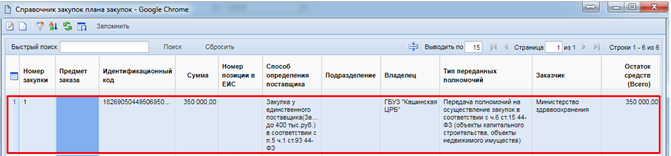 Справочник закупок плана закупок - Google Chrome
Запомнить
Быстрый поиск Поиск Сбросить Выводить по 15 Страница 1 из 1 Строки 1 - 6 из 6
Номер закупки Предмет заказа Идентификационный код Сумма Номер позиции в ЕИС Способ определения поставщика Подразделение Владелец Тип переданных полномочий Заказчик Остаток средств (Всего)
1 1 18269050449506950... 350 000,00 Закупка у ГБУЗ "Кашинская Передача полномочий на Министерство 350 000,00
единственного ЦРБ" осуществление закупок в здравоохранения
поставщика(За... соответствии с ч.6 ст.15 44-
до 400 тыс.руб.) ФЗ (объекты капитального
в соответствии с строительства, объекты
п.5 ч.1 ст.93 44- недвижимого имущества)
ФЗ